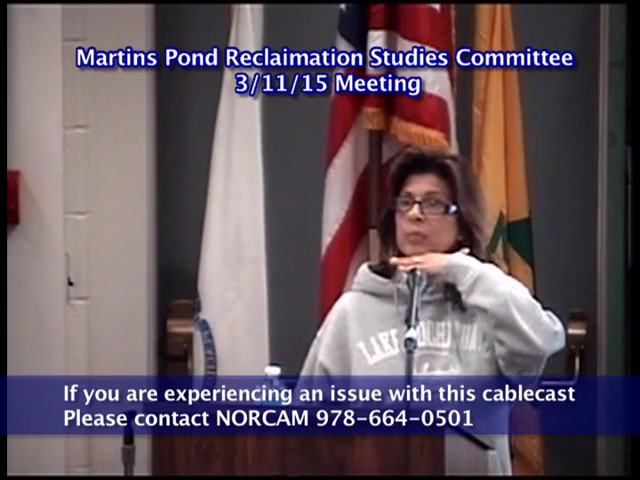 Martins Pond Reclaimation Studies Committee
3/11/15 Meeting
LAKE
If you are experiencing an issue with this cablecast
Please contact NORCAM 978-664-0501